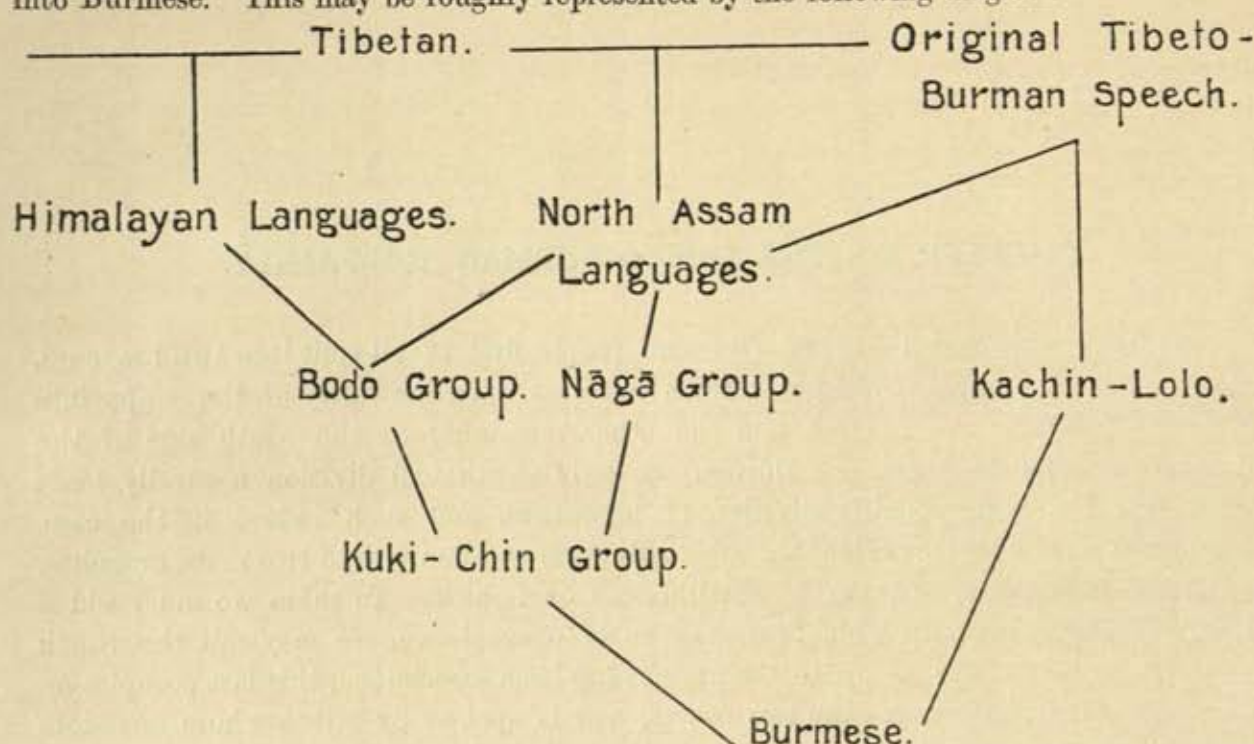 into Burmese. This may be roughly represented by the following
Tibetan. Original Tibeto-
Burman Speech.
Himalayan Languages. North Assam
Languages.
Bodo Group. Nāgā Group. Kachin-Lolo.
Kuki-Chin Group.
Burmese.